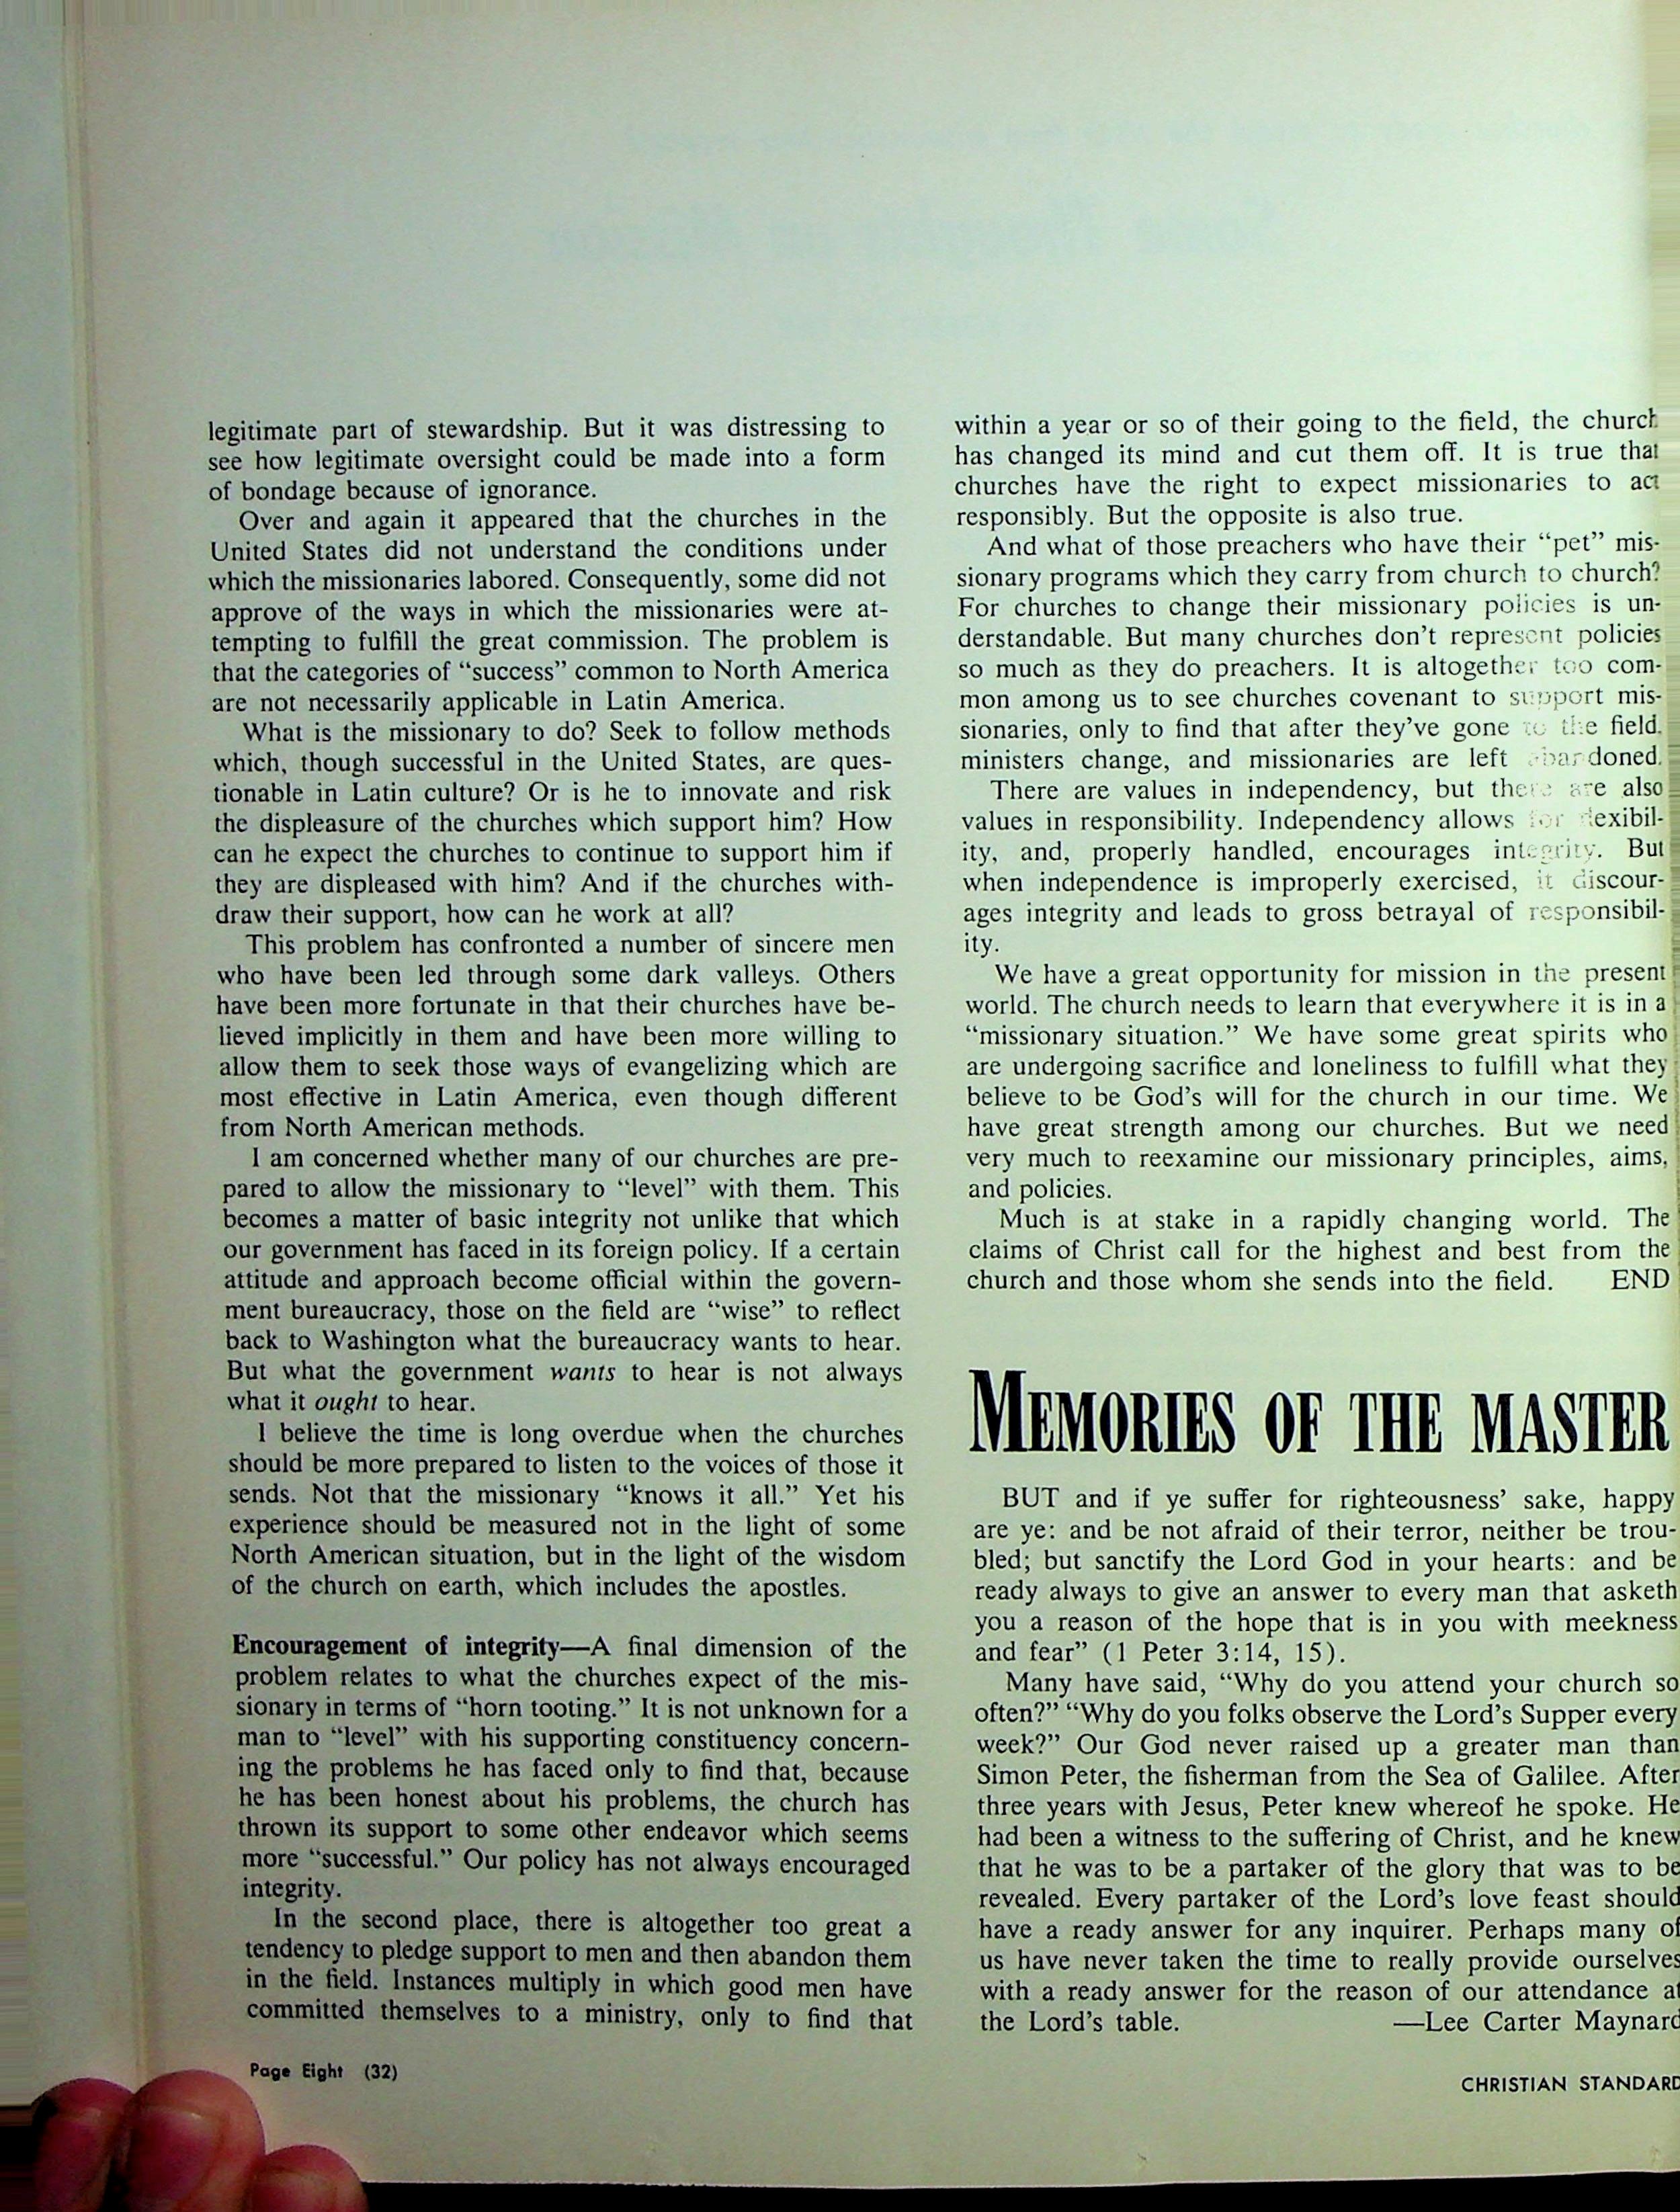 legitimate part of stewardship. But it was distressing to
see how legitimate oversight could be made into a form
of bondage because of ignorance.
Over and again it appeared that the churches in the
United States did not understand the conditions under
which the missionaries labored. Consequently, some did not
approve of the ways in which the missionaries were at-
tempting to fulfill the great commission. The problem is
that the categories of “success” common to North America
are not necessarily applicable in Latin America.
What is the missionary to do? Seek to follow methods
which, though successful in the United States, are ques-
tionable in Latin culture? Or is he to innovate and risk
the displeasure of the churches which support him? How
can he expect the churches to continue to support him if
they are displeased with him? And if the churches with-
draw their support, how can he work at all?
This problem has confronted a number of sincere men
who have been led through some dark valleys. Others
have been more fortunate in that their churches have be-
lieved implicitly in them and have been more willing to
allow them to seek those ways of evangelizing which are
most effective in Latin America, even though different
from North American methods.
I am concerned whether many of our churches are pre-
pared to allow the missionary to “level” with them. This
becomes a matter of basic integrity not unlike that which
our government has faced in its foreign policy. If a certain
attitude and approach become official within the govern-
ment bureaucracy, those on the field are “wise” to reflect
back to Washington what the bureaucracy wants to hear.
But what the government wants to hear is not always
what it ought to hear.
I believe the time is long overdue when the churches
should be more prepared to listen to the voices of those it
sends. Not that the missionary “knows it all.” Yet his
experience should be measured not in the light of some
North American situation, but in the light of the wisdom
of the church on earth, which includes the apostles.
Encouragement of integrity—A final dimension of the
problem relates to what the churches expect of the mis-
sionary in terms of “horn tooting.” It is not unknown for a
man to “level” with his supporting constituency concern-
ing the problems he has faced only to find that, because
he has been honest about his problems, the church has
thrown its support to some other endeavor which seems
more “successful.” Our policy has not always encouraged
integrity.
In the second place, there is altogether too great a
tendency to pledge support to men and then abandon them
in the field. Instances multiply in which good men have
committed themselves to a ministry, only to find that
within a year or so of their going to the field, the church
has changed its mind and cut them off. It is true that
churches have the right to expect missionaries to act
responsibly. But the opposite is also true.
And what of those preachers who have their “pet” mis-
sionary programs which they carry from church to church?
For churches to change their missionary policies is un-
derstandable. But many churches don’t represent policies
so much as they do preachers. It is altogether too com-
mon among us to see churches covenant to support mis-
sionaries, only to find that after they’ve gone to the field,
ministers change, and missionaries are left abandoned.
There are values in independency, but there are also
values in responsibility. Independency allows for flexibil-
ity, and, properly handled, encourages integrity. But
when independence is improperly exercised, it discour-
ages integrity and leads to gross betrayal of responsibil-
ity.
We have a great opportunity for mission in the present
world. The church needs to learn that everywhere it is in a
“missionary situation.” We have some great spirits who
are undergoing sacrifice and loneliness to fulfill what they
believe to be God’s will for the church in our time. We
have great strength among our churches. But we need
very much to reexamine our missionary principles, aims,
and policies.
Much is at stake in a rapidly changing world. The
claims of Christ call for the highest and best from the
church and those whom she sends into the field. END
MEMORIES OF THE MASTER
BUT and if ye suffer for righteousness’ sake, happy
are ye: and be not afraid of their terror, neither be trou-
bled; but sanctify the Lord God in your hearts: and be
ready always to give an answer to every man that asketh
you a reason of the hope that is in you with meekness
and fear” (1 Peter 3:14, 15).
Many have said, “Why do you attend your church so
often?” “Why do you folks observe the Lord’s Supper every
week?” Our God never raised up a greater man than
Simon Peter, the fisherman from the Sea of Galilee. After
three years with Jesus, Peter knew whereof he spoke. He
had been a witness to the suffering of Christ, and he knew
that he was to be a partaker of the glory that was to be
revealed. Every partaker of the Lord’s love feast should
have a ready answer for any inquirer. Perhaps many of
us have never taken the time to really provide ourselves
with a ready answer for the reason of our attendance at
the Lord’s table. —Lee Carter Maynard
Page Eight (32)
CHRISTIAN STANDARD